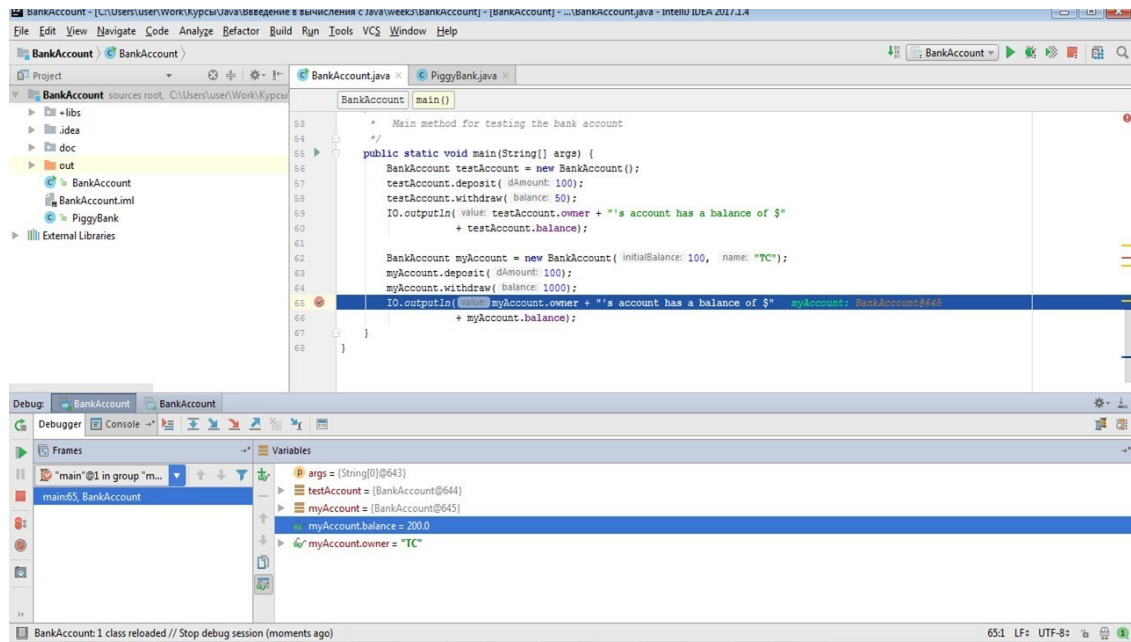 BankAccount - [C:\Users\user\Work\Курсы\Java\Введение в вычисления с Java\week3\BankAccount] - [BankAccount] - ...\BankAccount.java - IntelliJ IDEA 2017.1.4
File Edit View Navigate Code Analyze Refactor Build Run Tools VCS Window Help
BankAccount BankAccount
BankAccount
Project
BankAccount.java PiggyBank.java
BankAccount sources root, C:\Users\user\Work\Курсы
+libs
.idea
doc
out
BankAccount
BankAccount.iml
PiggyBank
External Libraries
BankAccount main()
53 * Main method for testing the bank account
54 */
55 public static void main(String[] args) {
56 BankAccount testAccount = new BankAccount();
57 testAccount.deposit( dAmount: 100);
58 testAccount.withdraw( balance: 50);
59 IO.outputln( value: testAccount.owner + "'s account has a balance of $"
60 + testAccount.balance);
61
62 BankAccount myAccount = new BankAccount( initialBalance: 100, name: "TC");
63 myAccount.deposit( dAmount: 100);
64 myAccount.withdraw( balance: 1000);
65 IO.outputln( value: myAccount.owner + "'s account has a balance of $" myAccount: BankAccount@645
66 + myAccount.balance);
67 }
68 }
Debug: BankAccount BankAccount
Debugger Console
Frames
Variables
"main"@1 in group "m...
main:65, BankAccount
args = {String[0]@643}
testAccount = {BankAccount@644}
myAccount = {BankAccount@645}
myAccount.balance = 200.0
myAccount.owner = "TC"
BankAccount: 1 class reloaded // Stop debug session (moments ago)
65:1 LF÷ UTF-8÷ 1